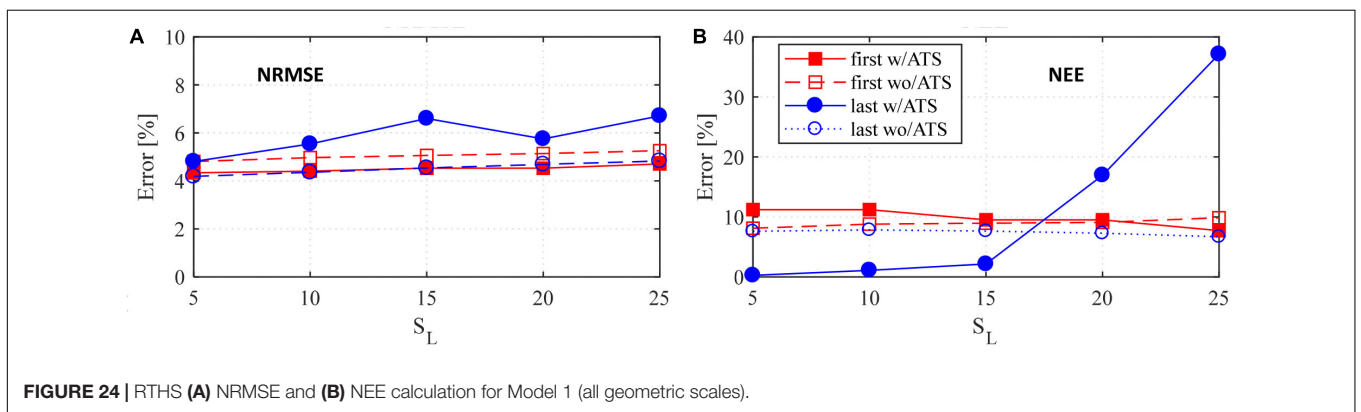 A
NRMSE
Error [%]
10
8
6
4
2
0
5 10 15 20 25
S_L
B
NEE
first w/ATS
first wo/ATS
last w/ATS
last wo/ATS
Error [%]
40
30
20
10
0
5 10 15 20 25
S_L
FIGURE 24 | RTHS (A) NRMSE and (B) NEE calculation for Model 1 (all geometric scales).